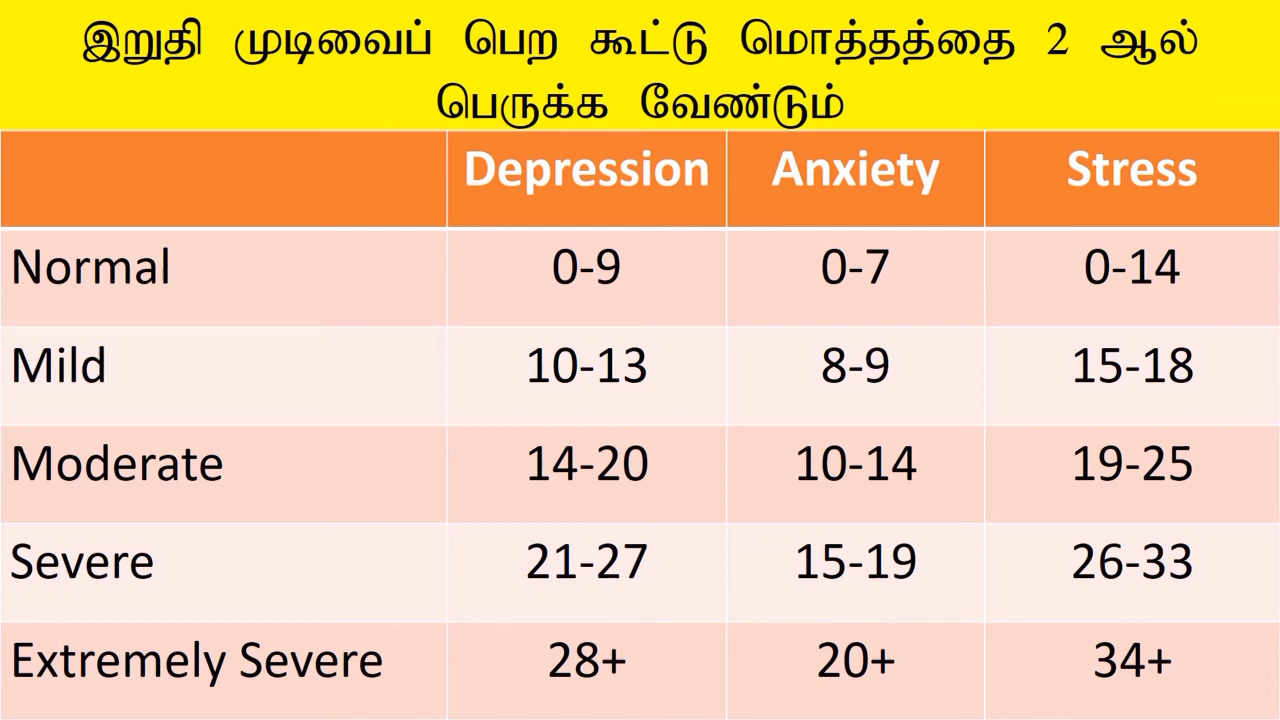 இறுதி முடிவைப் பெற கூட்டு மொத்தத்தை 2 ஆல்
பெருக்க வேண்டும்
Depression Anxiety Stress
Normal 0-9 0-7 0-14
Mild 10-13 8-9 15-18
Moderate 14-20 10-14 19-25
Severe 21-27 15-19 26-33
Extremely Severe 28+ 20+ 34+